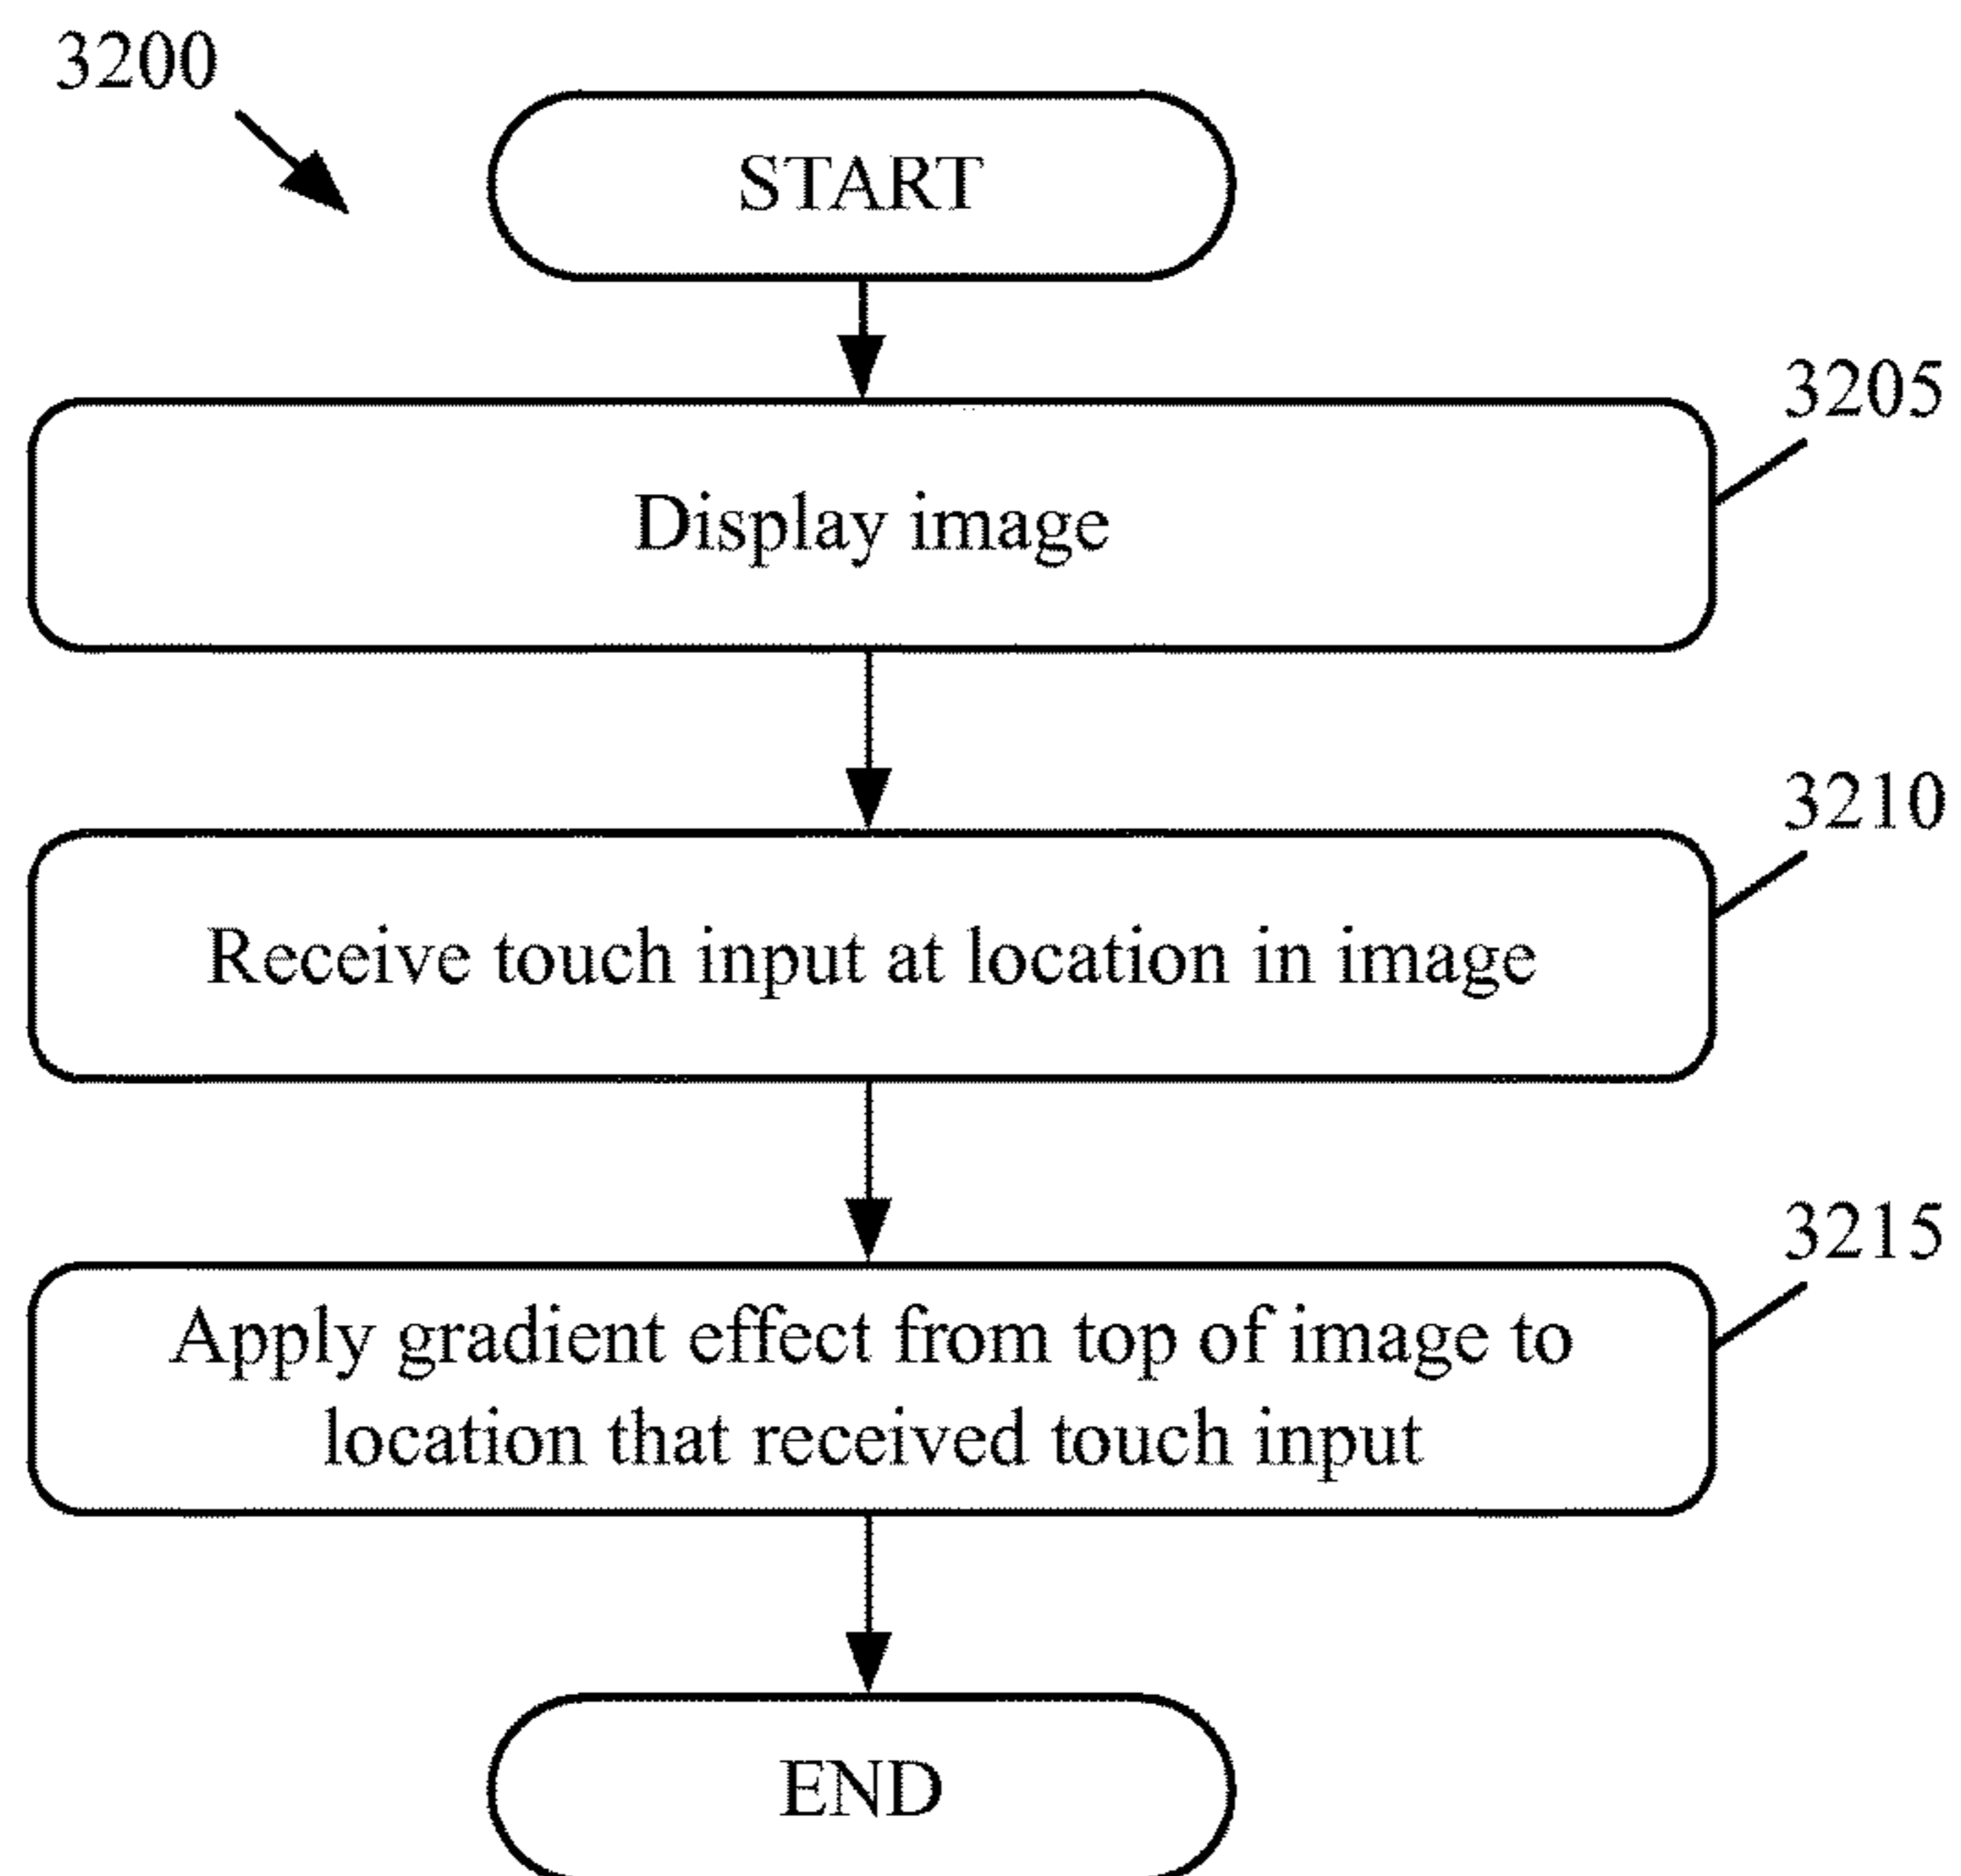 3200
START
3205
Display image
3210
Receive touch input at location in image
3215
Apply gradient effect from top of image to
location that received touch input
END